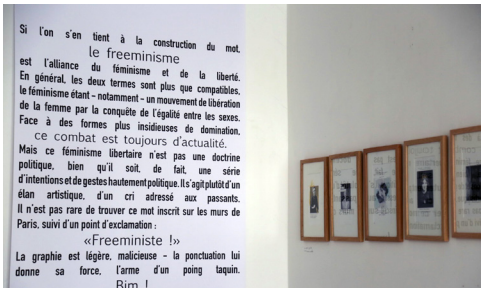 Si l'on s'en tient à la construction du mot,
le freeminisme
est l'alliance du féminisme et de la liberté.
En général, les deux termes sont plus que compatibles,
le féminisme étant – notamment – un mouvement de libération
de la femme par la conquête de l'égalité entre les sexes.
Face à des formes plus insidieuses de domination,
ce combat est toujours d'actualité.
Mais ce féminisme libertaire n'est pas une doctrine
politique, bien qu'il soit, de fait, une série
d'intentions et de gestes hautement politique. Il s'agit plutôt d'un
élan artistique, d'un cri adressé aux passants.
Il n'est pas rare de trouver ce mot inscrit sur les murs de
Paris, suivi d'un point d'exclamation :
«Freeministe !»
La graphie est légère, malicieuse – la ponctuation lui
donne sa force, l'arme d'un poing taquin.
Bim !